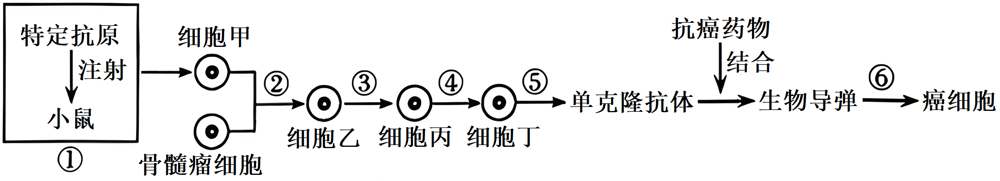 特定抗原
注射
小鼠
①
细胞甲
骨髓瘤细胞
②
细胞乙
③
细胞丙
④
细胞丁
⑤
单克隆抗体
抗癌药物
结合
生物导弹
⑥
癌细胞